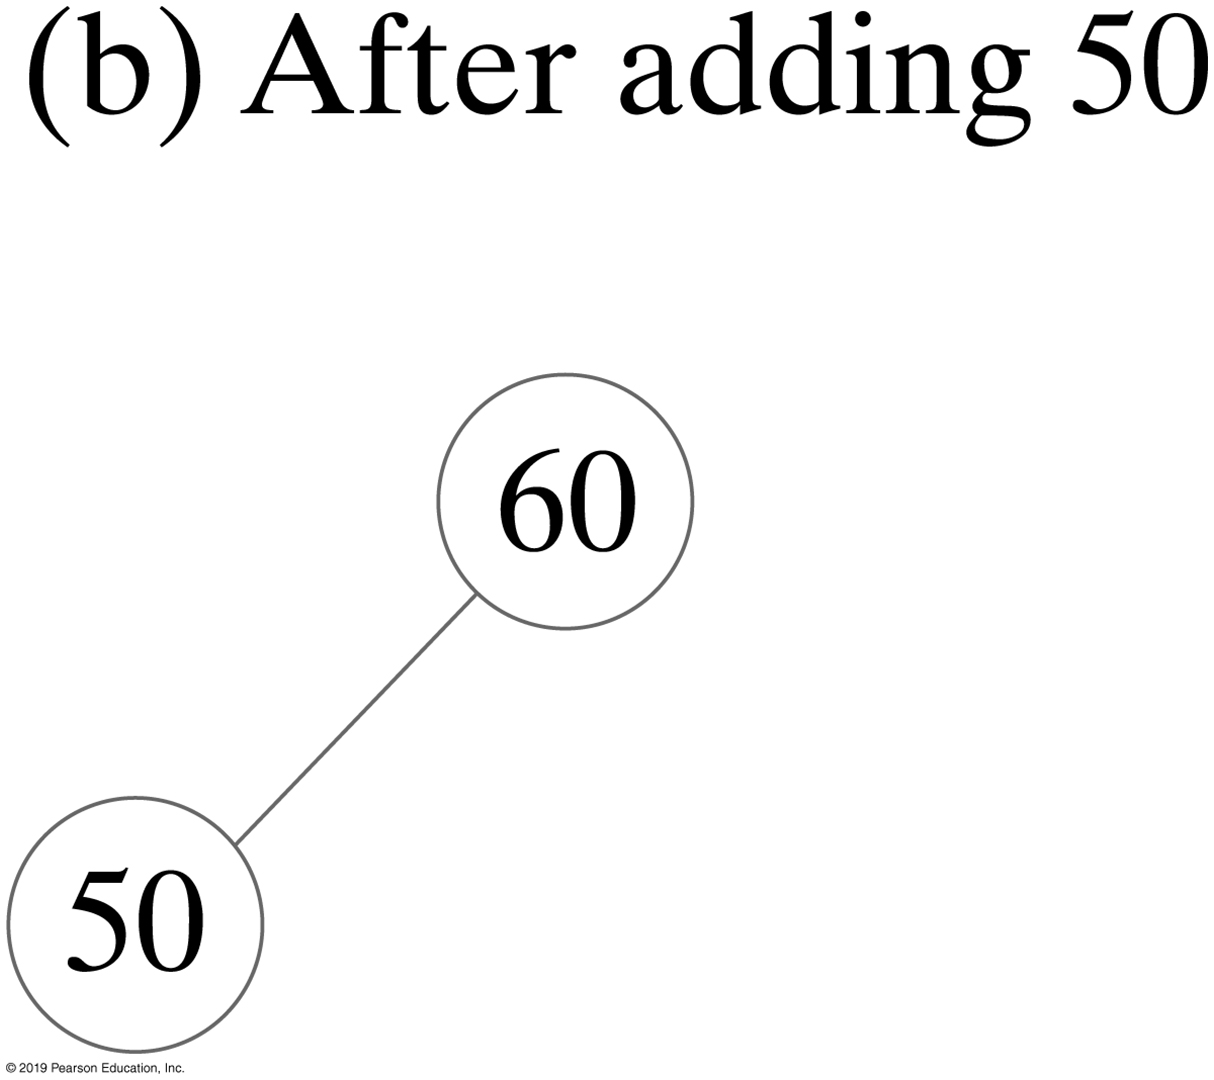 (b) After adding 50
60
50
© 2019 Pearson Education, Inc.